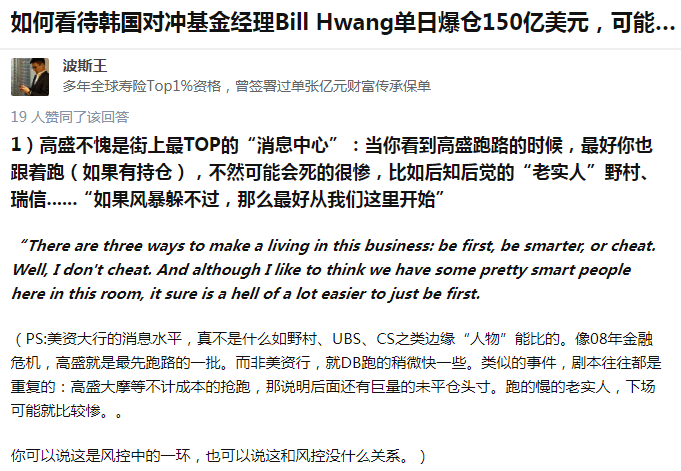 如何看待韩国对冲基金经理Bill Hwang单日爆仓150亿美元，可能...
波斯王
多年全球寿险Top1%资格，曾签署过单张亿元财富传承保单
19 人赞同了该回答
1）高盛不愧是街上最TOP的“消息中心”：当你看到高盛跑路的时候，最好你也
跟着跑（如果有持仓），不然可能会死的很惨，比如后知后觉的“老实人”野村、
瑞信……“如果风暴躲不过，那么最好从我们这里开始”
“There are three ways to make a living in this business: be first, be smarter, or cheat.
Well, I don't cheat. And although I like to think we have some pretty smart people
here in this room, it sure is a hell of a lot easier to just be first.
（PS:美资大行的消息水平，真不是什么如野村、UBS、CS之类边缘“人物”能比的。像08年金融
危机，高盛就是最先跑路的一批。而非美资行，就DB跑的稍微快一些。类似的事件，剧本往往都是
重复的：高盛大摩等不计成本的抢跑，那说明后面还有巨量的未平仓头寸。跑的慢的老实人，下场
可能就比较惨。。
你可以说这是风控中的一环，也可以说这和风控没什么关系。）